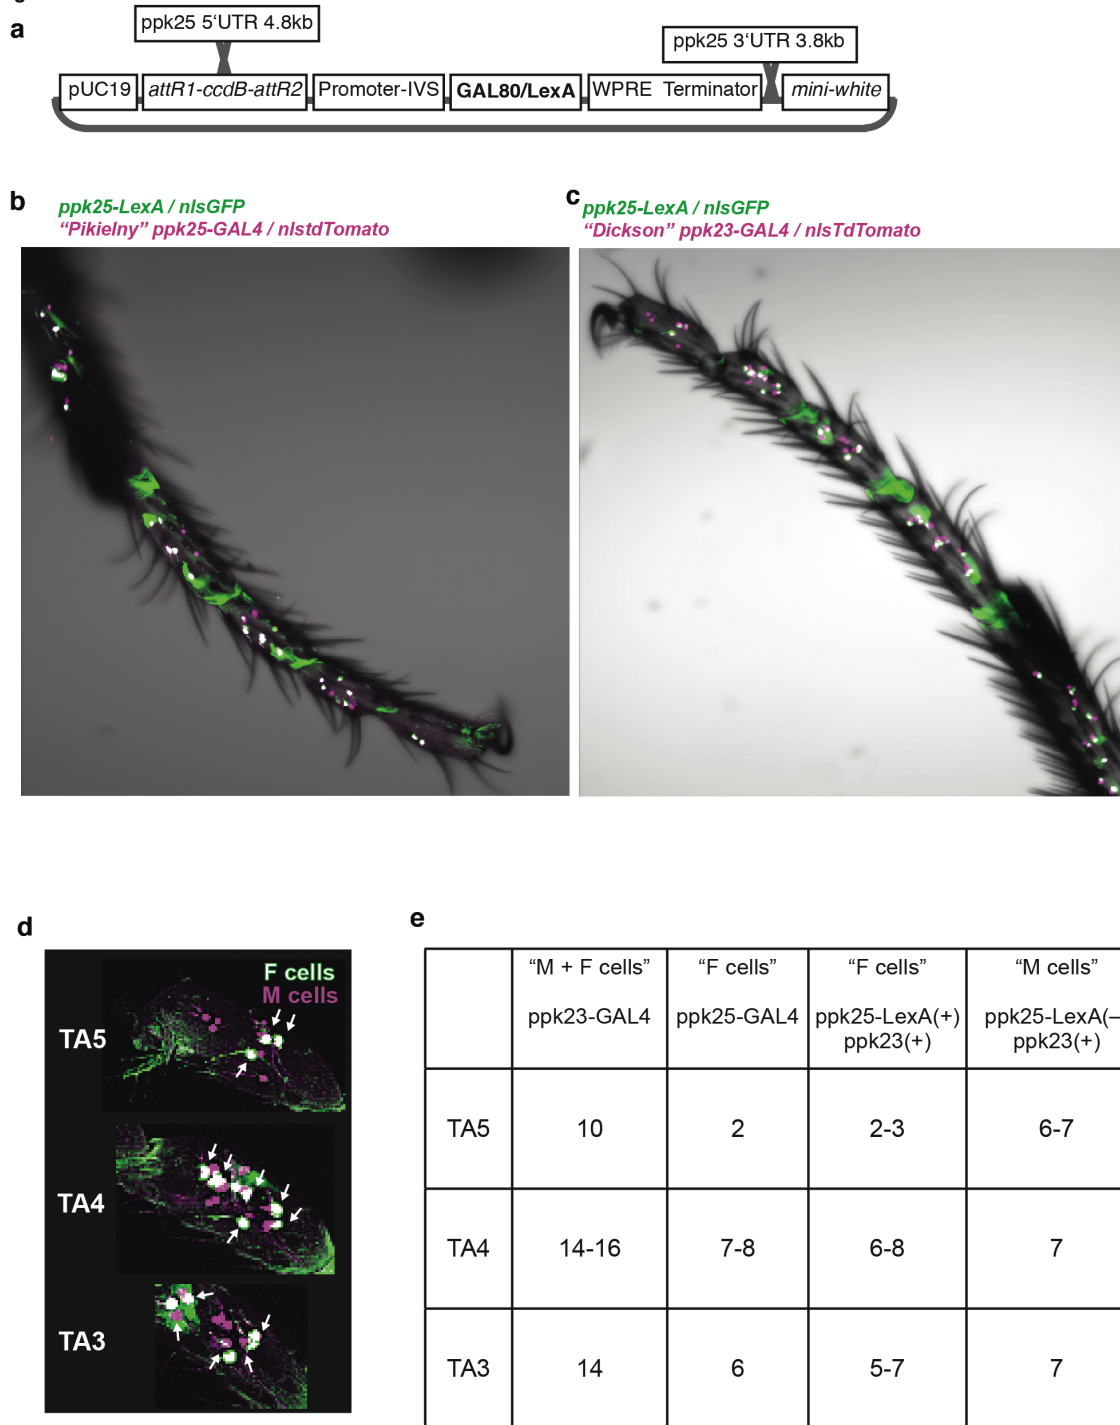 a
ppk25 5‘UTR 4.8kb
ppk25 3‘UTR 3.8kb
pUC19 attR1-ccdB-attR2 Promoter-IVS GAL80/LexA WPRE Terminator mini-white
b
ppk25-LexA / nlsGFP
“Pikielny” ppk25-GAL4 / nlstdTomato
c
ppk25-LexA / nlsGFP
“Dickson” ppk23-GAL4 / nlsTdTomato
d
F cells
M cells
TA5
TA4
TA3
e
“M + F cells” “F cells” “F cells” “M cells”
ppk23-GAL4 ppk25-GAL4 ppk25-LexA(+) ppk25-LexA(–
ppk23(+) ppk23(+)
TA5 10 2 2-3 6-7
TA4 14-16 7-8 6-8 7
TA3 14 6 5-7 7